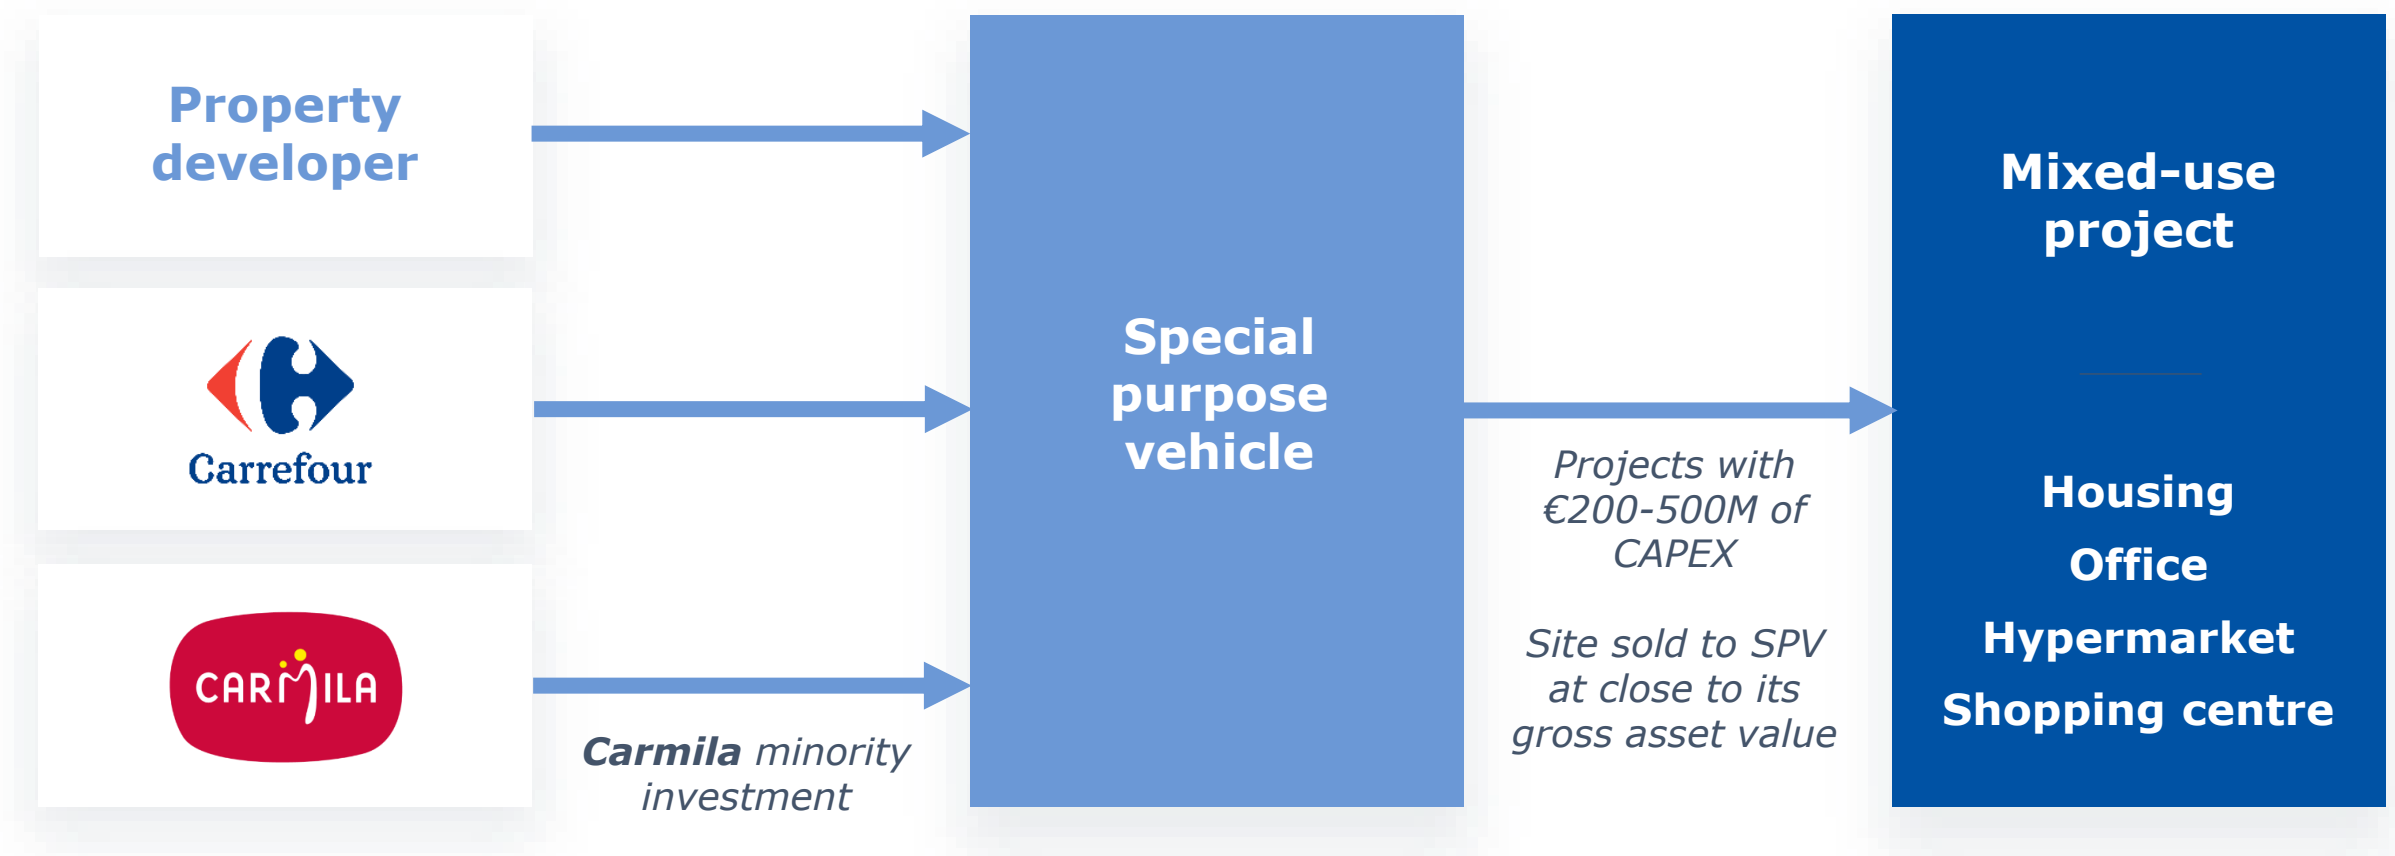 Property
developer
Carrefour
CARMILA
Carmila minority
investment
Special
purpose
vehicle
Projects with
€200-500M of
CAPEX
Site sold to SPV
at close to its
gross asset value
Mixed-use
project
Housing
Office
Hypermarket
Shopping centre